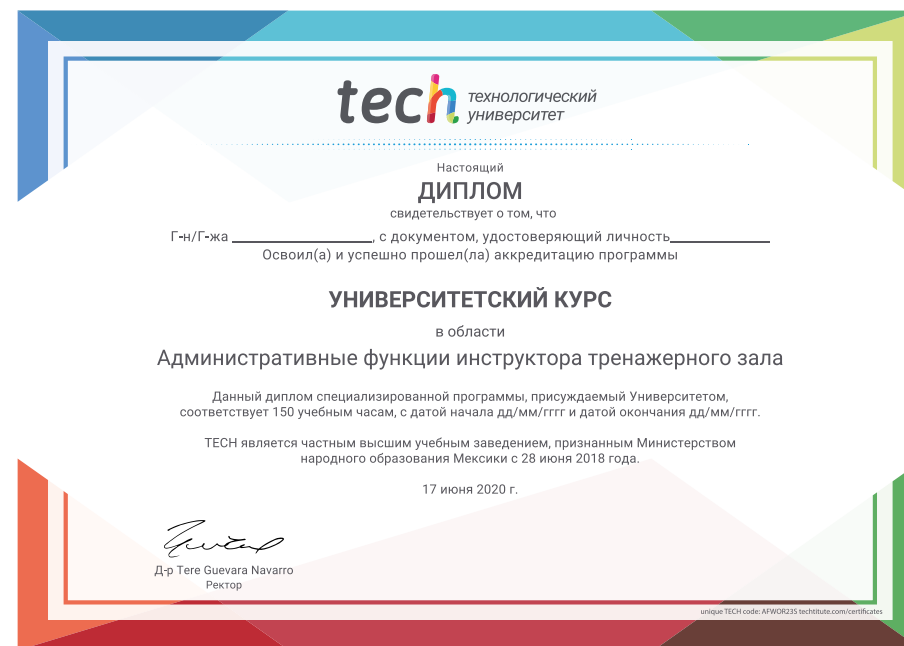 tech технологический
университет
Настоящий
ДИПЛОМ
свидетельствует о том, что
Г-н/Г-жа ____________________, с документом, удостоверяющий личность______________
Освоил(а) и успешно прошел(ла) аккредитацию программы
УНИВЕРСИТЕТСКИЙ КУРС
в области
Административные функции инструктора тренажерного зала
Данный диплом специализированной программы, присуждаемый Университетом,
соответствует 150 учебным часам, с датой начала дд/мм/гггг и датой окончания дд/мм/гггг.
TECH является частным высшим учебным заведением, признанным Министерством
народного образования Мексики с 28 июня 2018 года.
17 июня 2020 г.
Д-р Tere Guevara Navarro
Ректор
unique TECH code: AFWOR235 techtitute.com/certificates